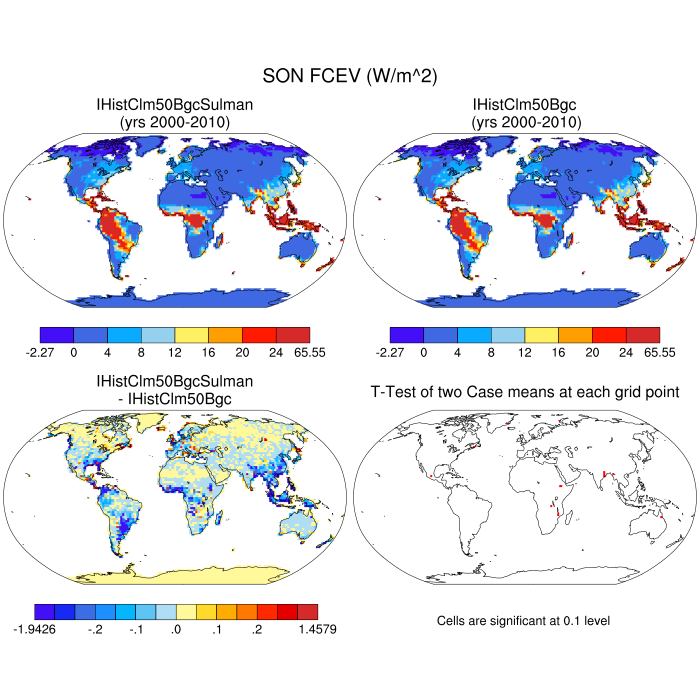 SON FCEV (W/m^2)
IHistClm50BgcSulman
(yrs 2000-2010)
IHistClm50Bgc
(yrs 2000-2010)
-2.27 0 4 8 12 16 20 24 65.55
-2.27 0 4 8 12 16 20 24 65.55
IHistClm50BgcSulman
- IHistClm50Bgc
T-Test of two Case means at each grid point
-1.9426 -.2 -.1 .0 .1 .2 1.4579
Cells are significant at 0.1 level